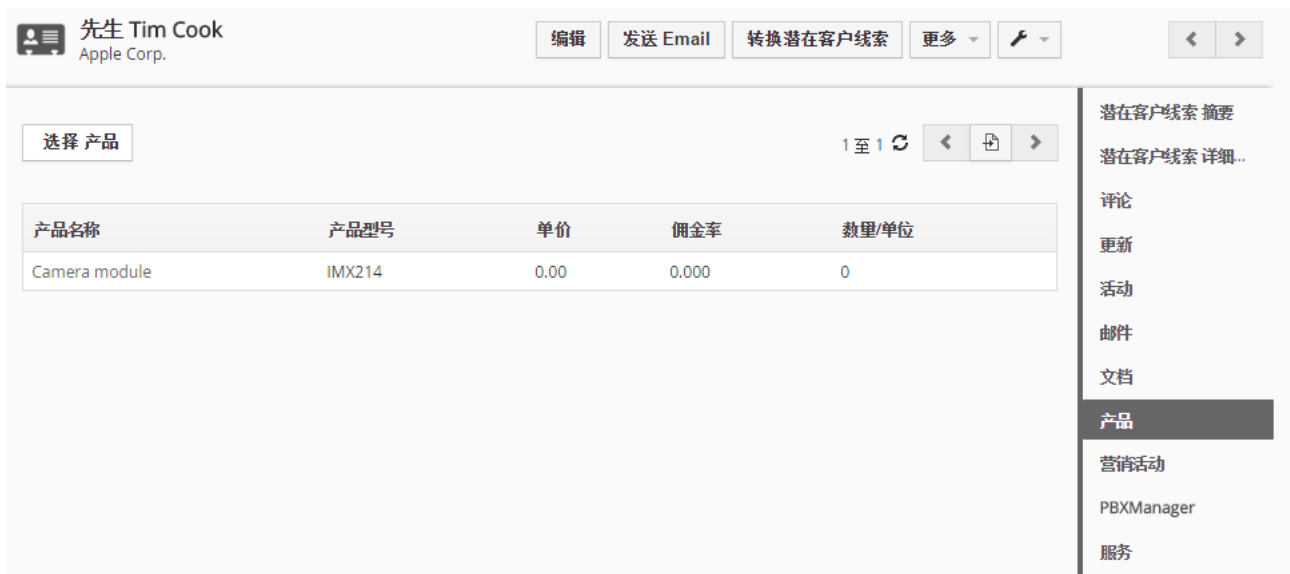 先生 Tim Cook
Apple Corp.
编辑 发送 Email 转换潜在客户线索 更多
选择 产品
1 至 1
产品名称 产品型号 单价 佣金率 数量/单位
Camera module IMX214 0.00 0.000 0
潜在客户线索 摘要
潜在客户线索 详细...
评论
更新
活动
邮件
文档
产品
营销活动
PBXManager
服务